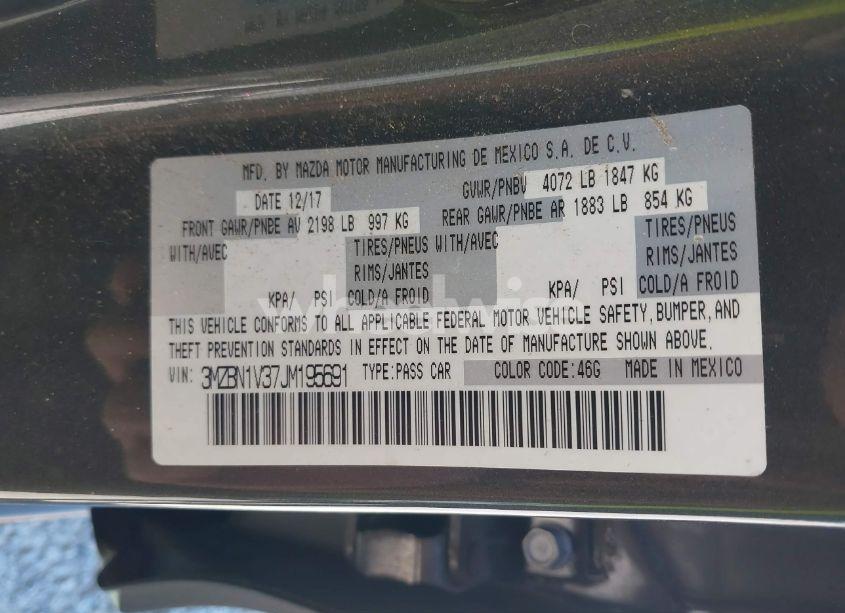 MFD. BY MAZDA MOTOR MANUFACTURING DE MEXICO S.A. DE C.V.
DATE 12/17 GVWR/PNBV 4072 LB 1847 KG
FRONT GAWR/PNBE AV 2198 LB 997 KG REAR GAWR/PNBE AR 1883 LB 854 KG
WITH/AVEC TIRES/PNEUS WITH/AVEC TIRES/PNEUS
RIMS/JANTES RIMS/JANTES
KPA/ PSI COLD/A FROID KPA/ PSI COLD/A FROID
THIS VEHICLE CONFORMS TO ALL APPLICABLE FEDERAL MOTOR VEHICLE SAFETY, BUMPER, AND
THEFT PREVENTION STANDARDS IN EFFECT ON THE DATE OF MANUFACTURE SHOWN ABOVE.
VIN: 3MZBN1V37JM195691 TYPE:PASS CAR COLOR CODE:46G MADE IN MEXICO